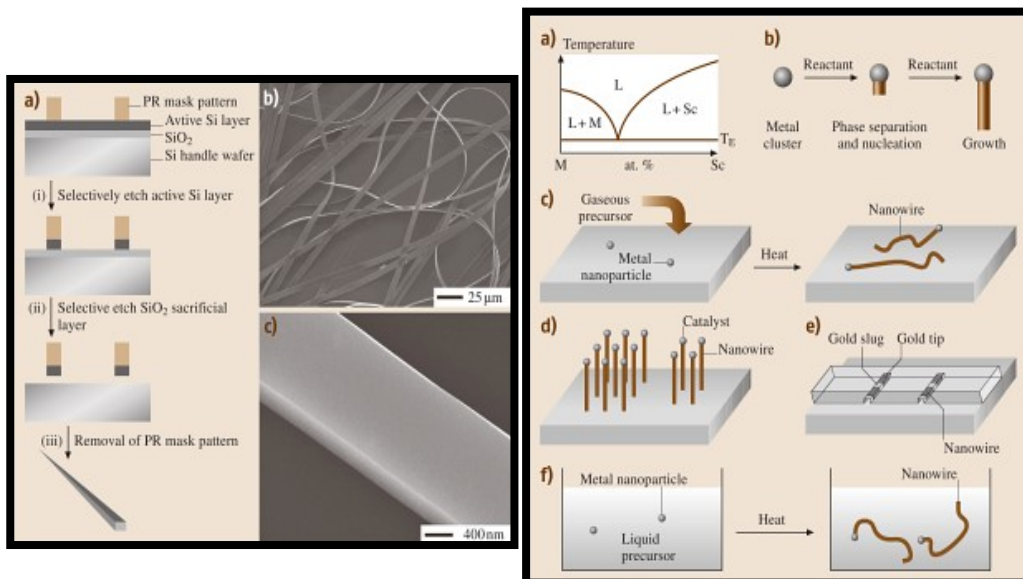 a)
PR mask pattern
Avtive Si layer
SiO2
Si handle wafer
(i) Selectively etch active Si layer
(ii) Selective etch SiO2 sacrificial
layer
(iii) Removal of PR mask pattern
b)
25 μm
c)
400 nm
a)
Temperature
L
L + M
L + Sc
TE
M at. % Sc
b)
Reactant Reactant
Metal
cluster
Phase separation
and nucleation
Growth
c)
Gaseous
precursor
Metal
nanoparticle
Heat
Nanowire
d)
Catalyst
Nanowire
e)
Gold slug Gold tip
Nanowire
f)
Metal nanoparticle
Liquid
precursor
Heat
Nanowire